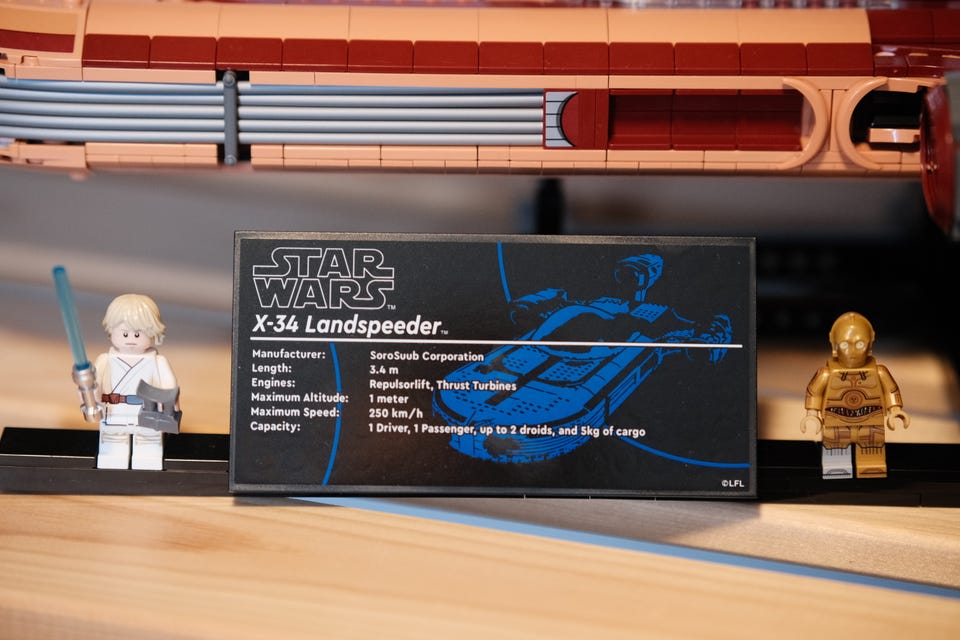 STAR
WARS™
X-34 Landspeeder™
Manufacturer: SoroSuub Corporation
Length: 3.4 m
Engines: Repulsorlift, Thrust Turbines
Maximum Altitude: 1 meter
Maximum Speed: 250 km/h
Capacity: 1 Driver, 1 Passenger, up to 2 droids, and 5kg of cargo
©LFL